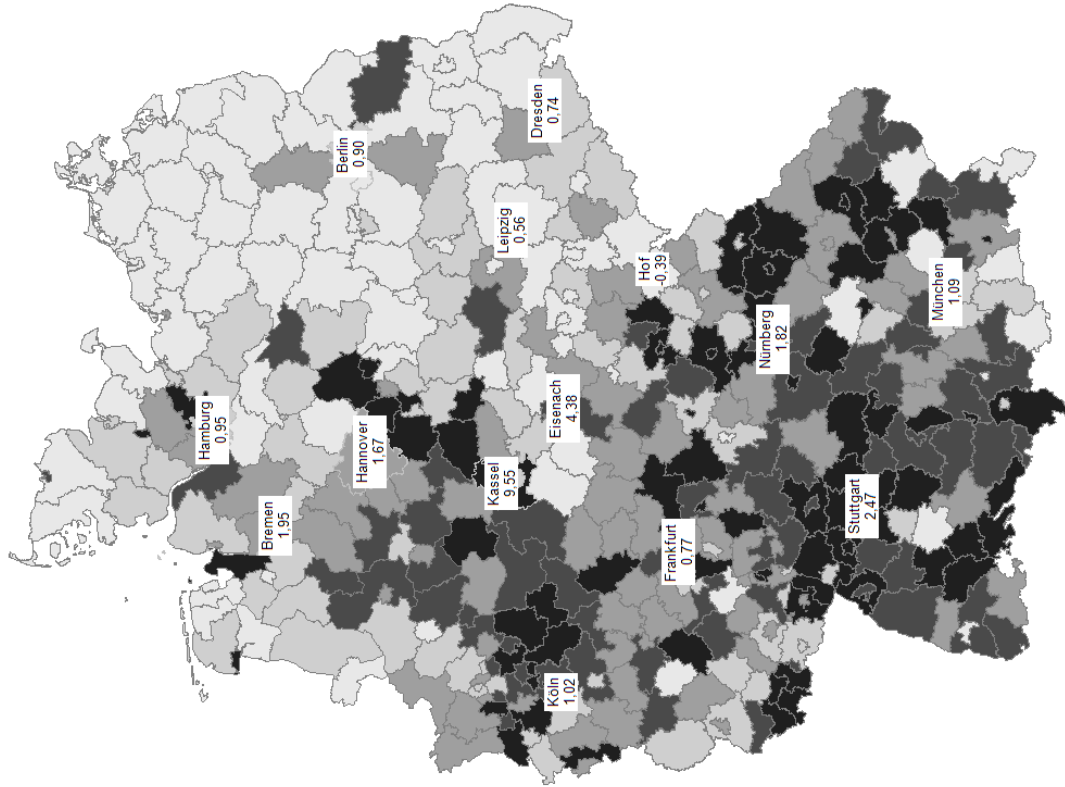 Hamburg
0,95
Bremen
1,95
Hannover
1,67
Berlin
0,90
Kassel
9,55
Leipzig
0,56
Dresden
0,74
Köln
1,02
Eisenach
4,38
Hof
-0,39
Frankfurt
0,77
Nürnberg
1,82
Stuttgart
2,47
München
1,09